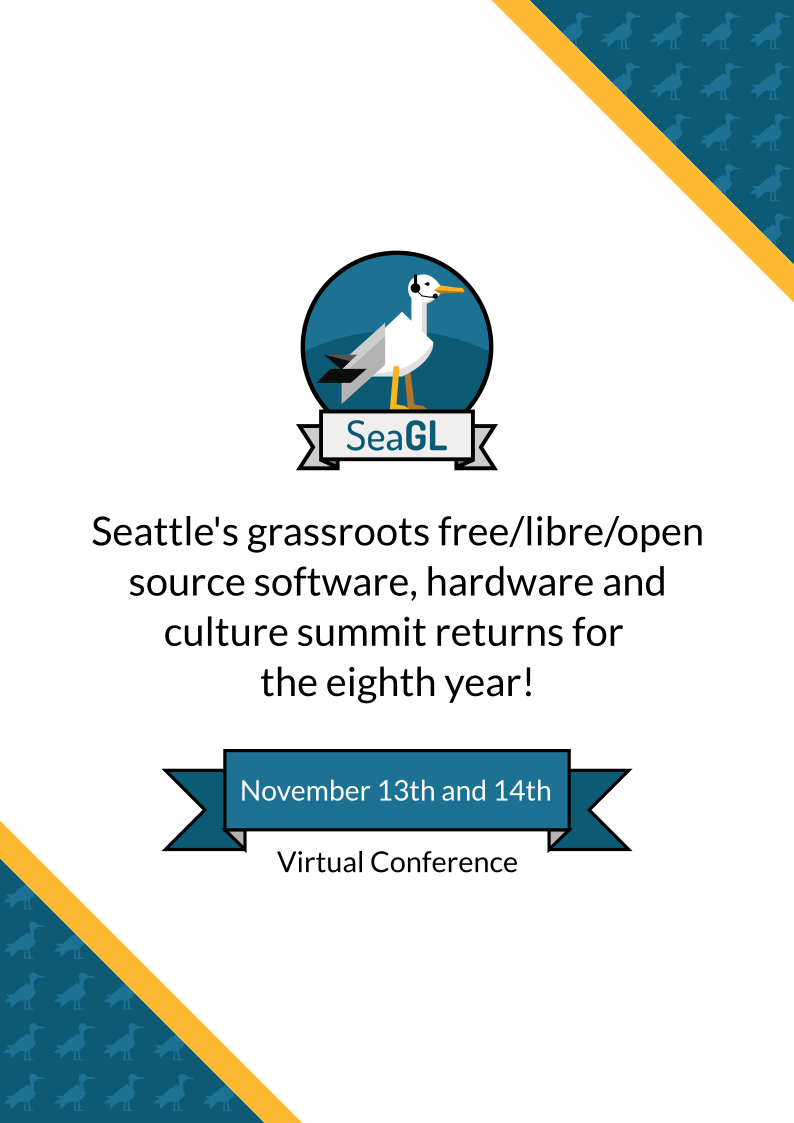 SeaGL
Seattle's grassroots free/libre/open
source software, hardware and
culture summit returns for
the eighth year!
November 13th and 14th
Virtual Conference